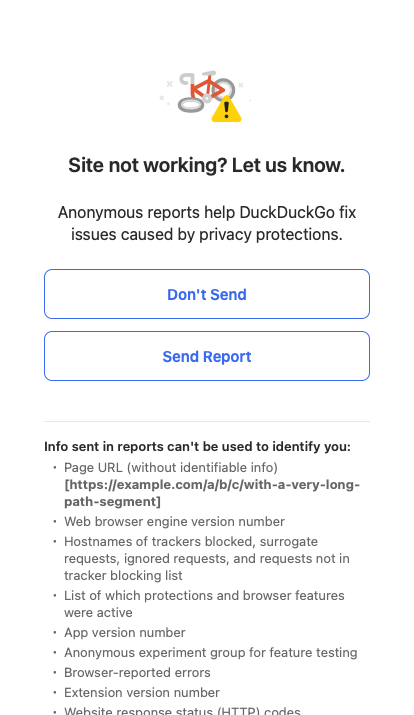 Site not working? Let us know.
Anonymous reports help DuckDuckGo fix
issues caused by privacy protections.
Don't Send
Send Report
Info sent in reports can't be used to identify you:
• Page URL (without identifiable info)
[https://example.com/a/b/c/with-a-very-long-
path-segment]
• Web browser engine version number
• Hostnames of trackers blocked, surrogate
requests, ignored requests, and requests not in
tracker blocking list
• List of which protections and browser features
were active
• App version number
• Anonymous experiment group for feature testing
• Browser-reported errors
• Extension version number
• Website response status (HTTP) codes